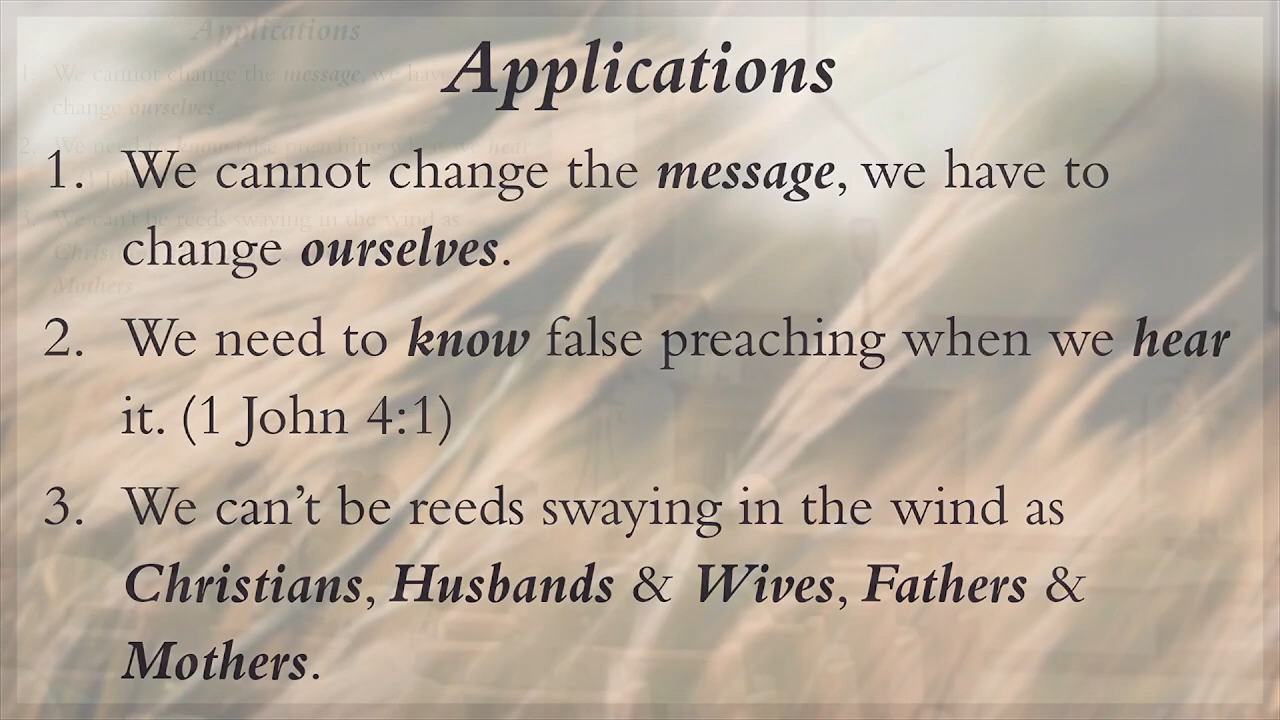 Applications
1. We cannot change the message, we have to
change ourselves.
2. We need to know false preaching when we hear
it. (1 John 4:1)
3. We can't be reeds swaying in the wind as
Christians, Husbands & Wives, Fathers &
Mothers.